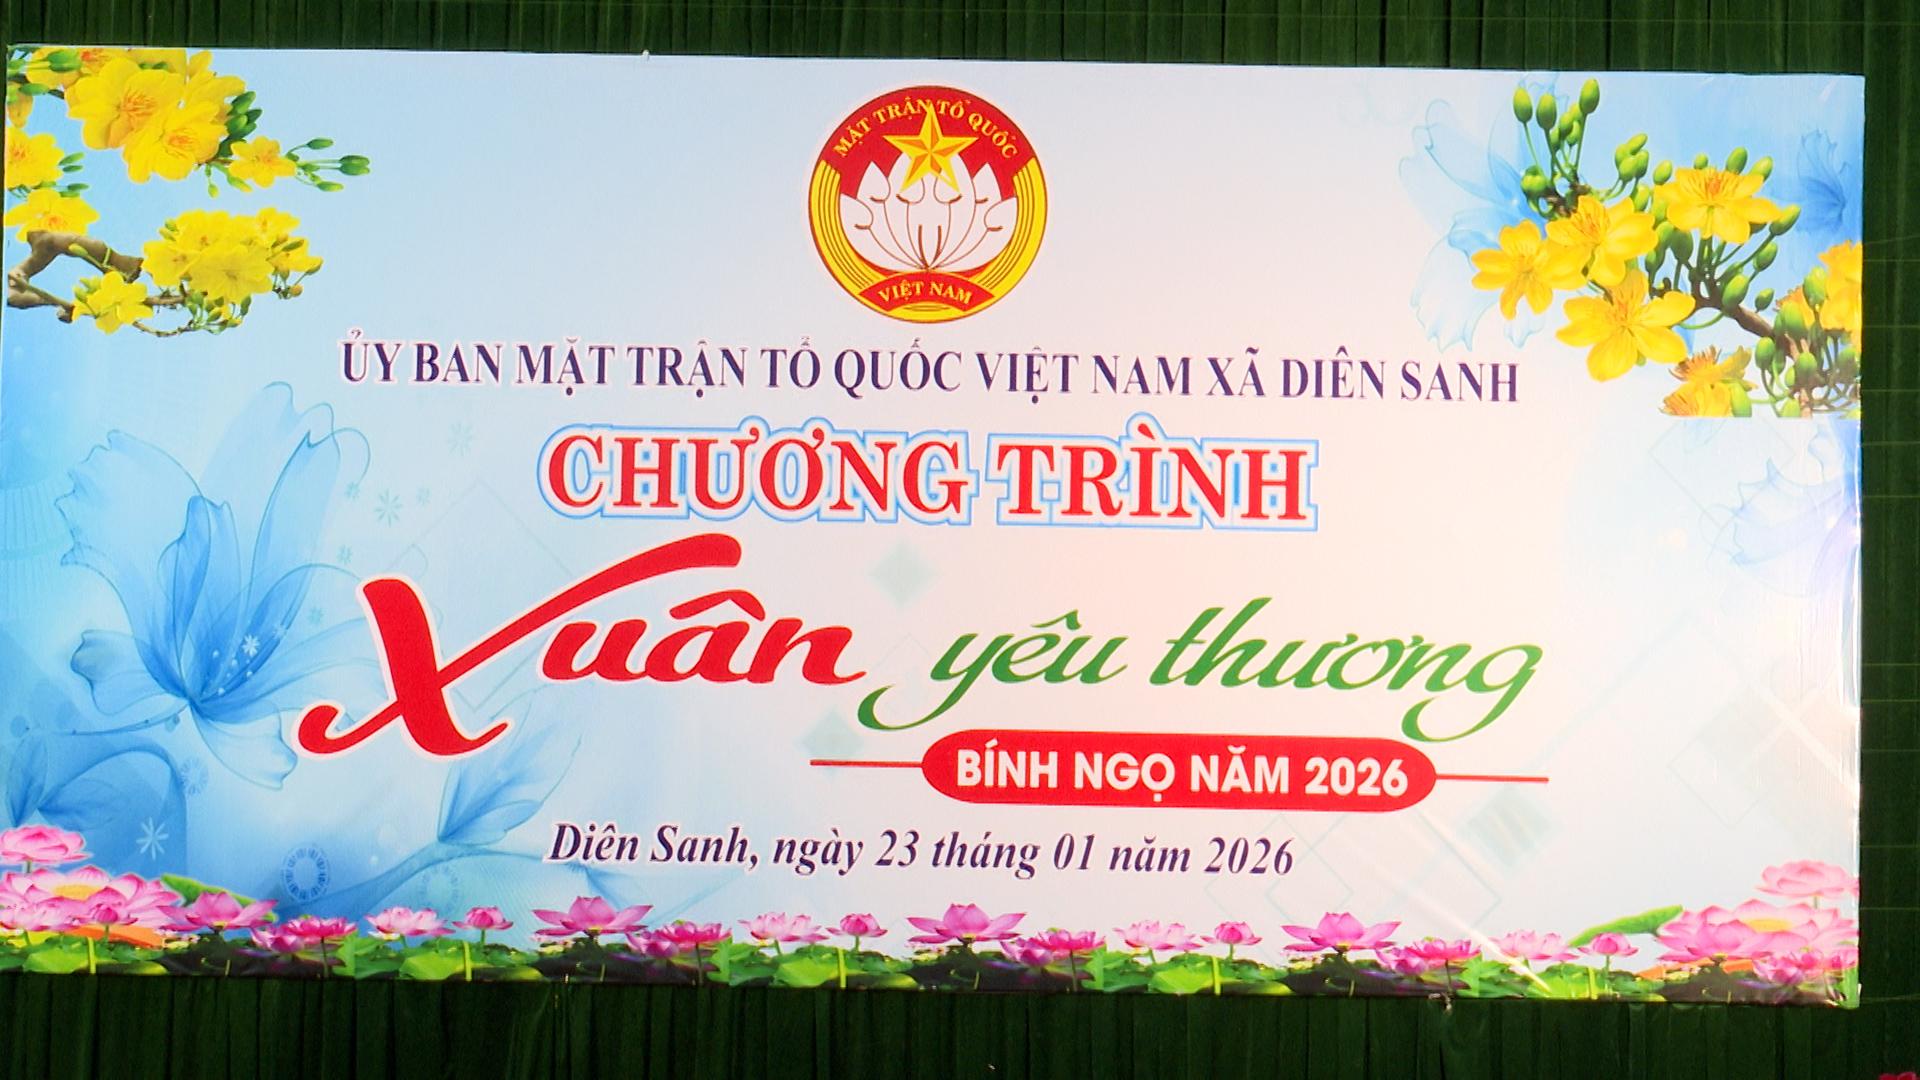 MẶT TRẬN TỔ QUỐC
VIỆT NAM
ỦY BAN MẶT TRẬN TỔ QUỐC VIỆT NAM XÃ DIÊN SANH
CHƯƠNG TRÌNH
Xuân yêu thương
BÍNH NGỌ NĂM 2026
Diên Sanh, ngày 23 tháng 01 năm 2026